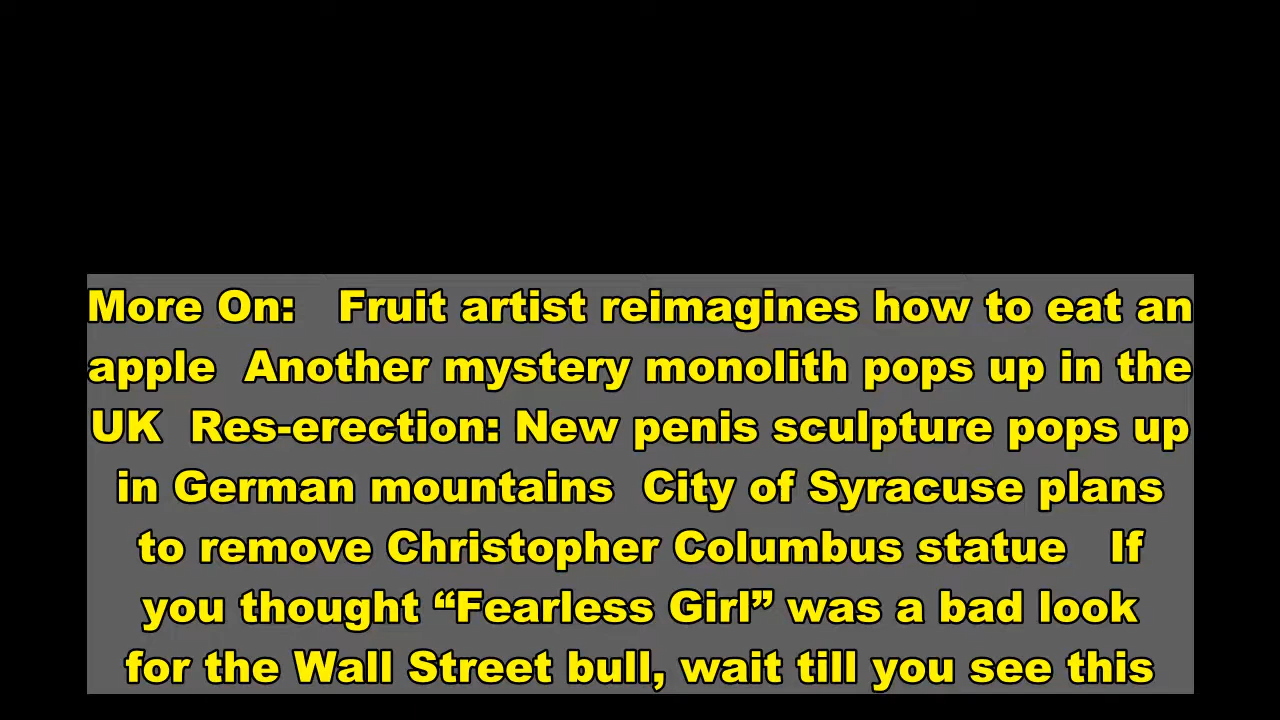 More On:   Fruit artist reimagines how to eat an
apple  Another mystery monolith pops up in the
UK  Res-erection: New penis sculpture pops up
in German mountains  City of Syracuse plans
to remove Christopher Columbus statue   If
you thought “Fearless Girl” was a bad look
for the Wall Street bull, wait till you see this